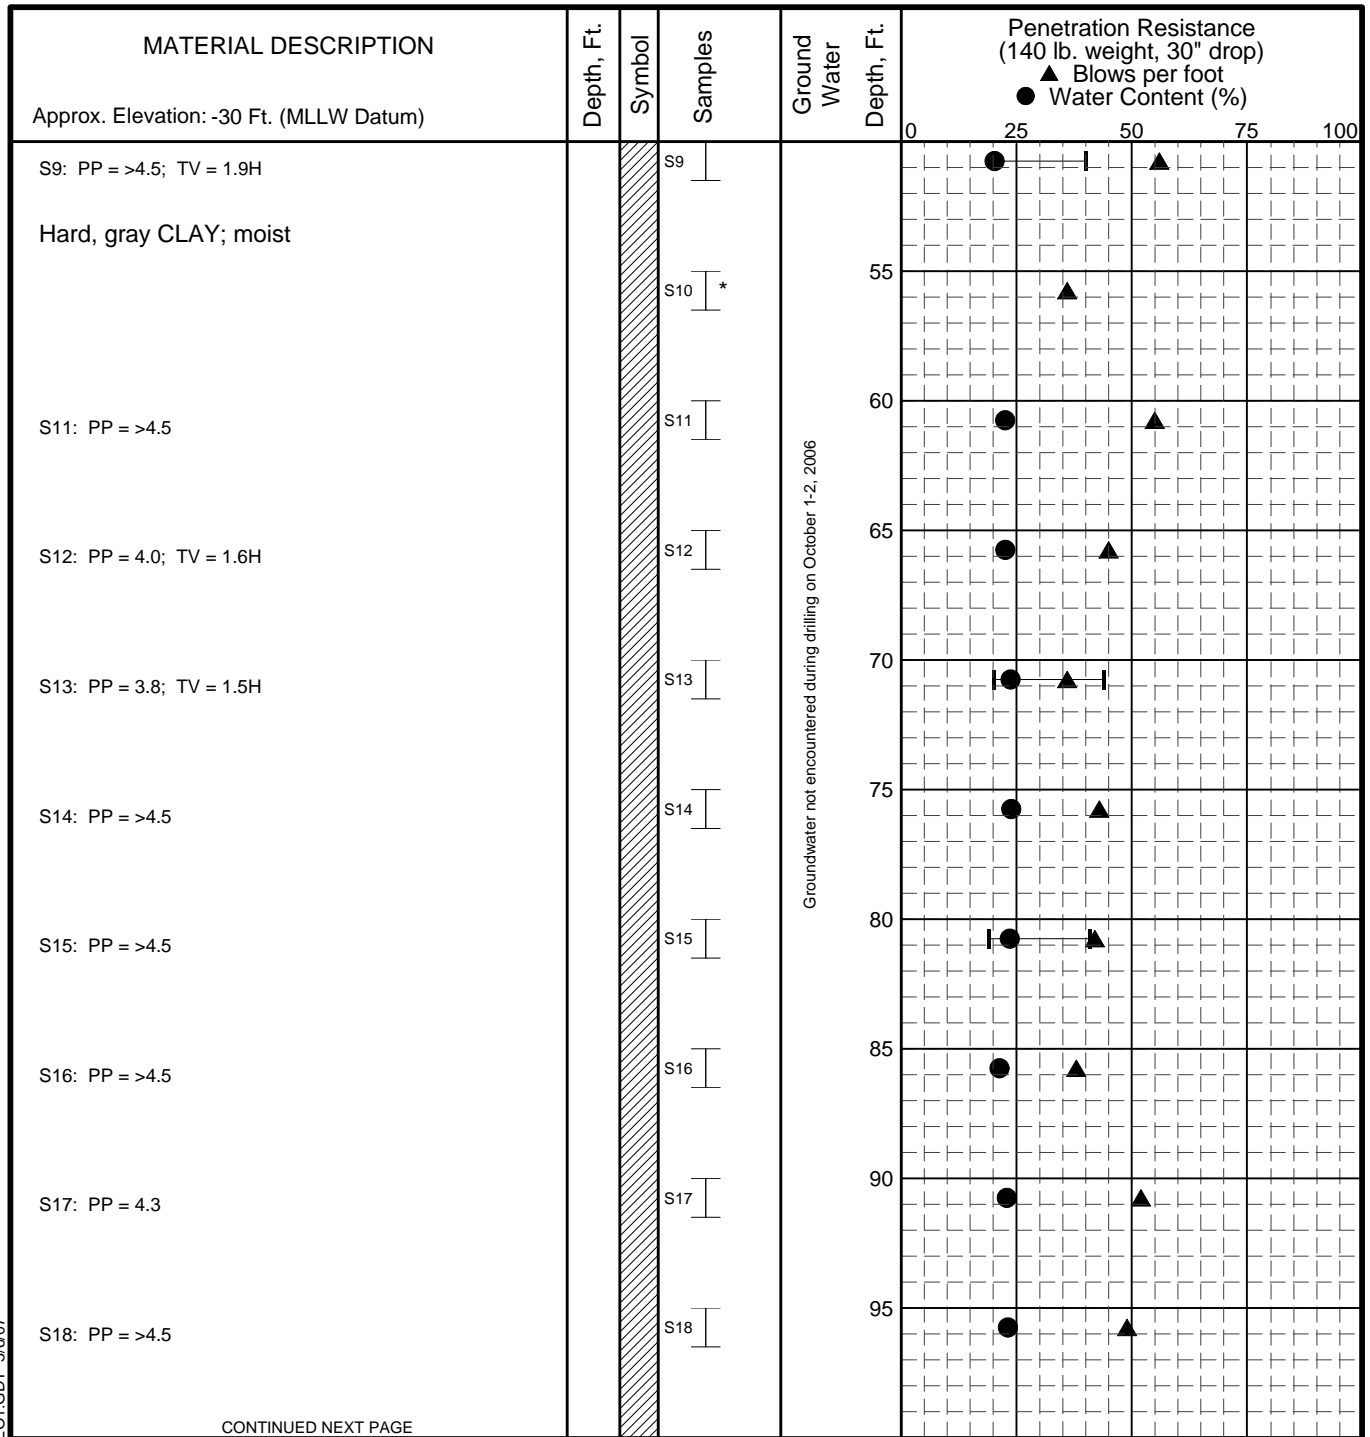 MATERIAL DESCRIPTION
Approx. Elevation: -30 Ft. (MLLW Datum)
Depth, Ft.
Symbol
Samples
Ground
Water
Depth, Ft.
Penetration Resistance
(140 lb. weight, 30" drop)
▲ Blows per foot
● Water Content (%)
0 25 50 75 100
S9: PP = >4.5; TV = 1.9H
S9
Hard, gray CLAY; moist
55
S10 *
60
S11: PP = >4.5
S11
Groundwater not encountered during drilling on October 1-2, 2006
65
S12: PP = 4.0; TV = 1.6H
S12
70
S13: PP = 3.8; TV = 1.5H
S13
75
S14: PP = >4.5
S14
80
S15: PP = >4.5
S15
85
S16: PP = >4.5
S16
90
S17: PP = 4.3
S17
95
S18: PP = >4.5
S18
CONTINUED NEXT PAGE